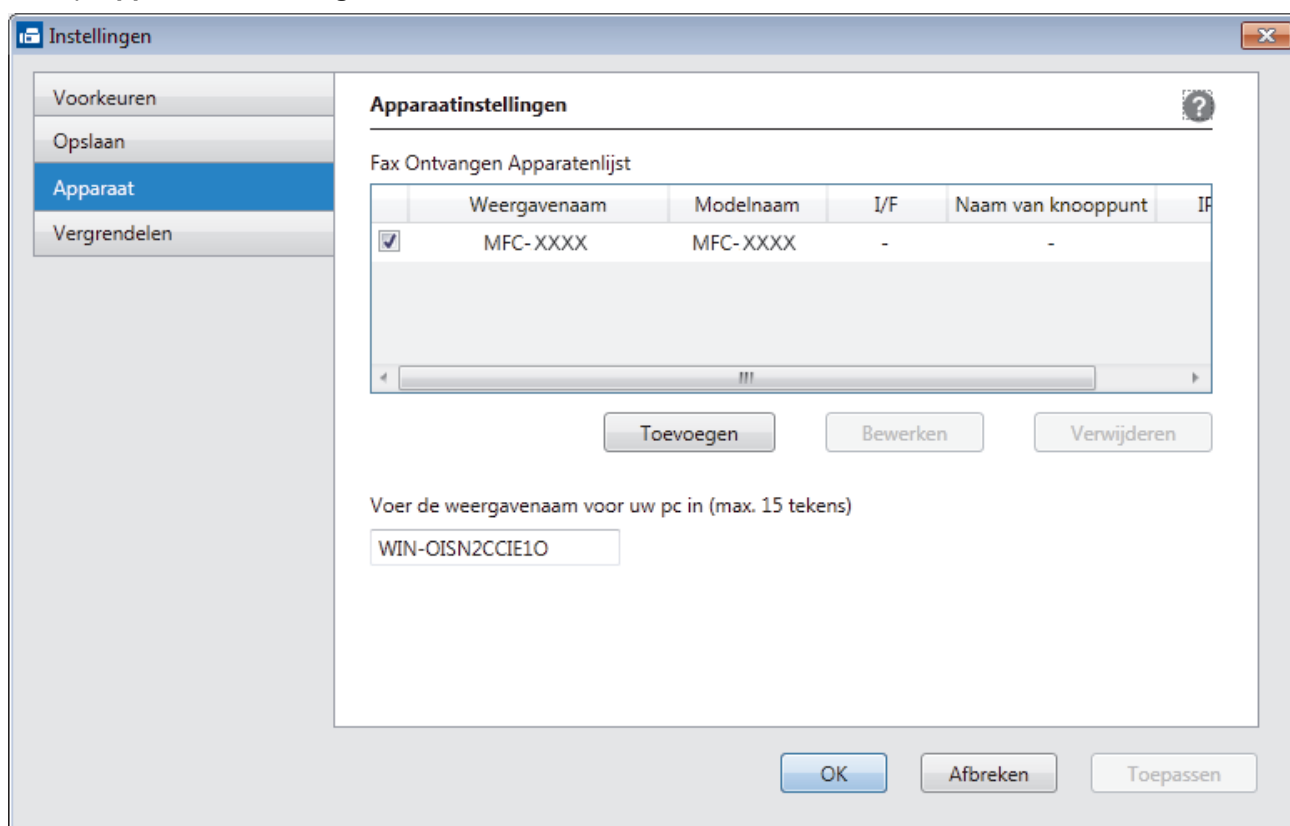 Instellingen
Voorkeuren
Opslaan
Apparaat
Vergrendelen
Apparaatinstellingen
Fax Ontvangen Apparatenlijst
Weergavenaam Modelnaam I/F Naam van knooppunt
MFC-XXXX MFC-XXXX - -
Toevoegen Bewerken Verwijderen
Voer de weergavenaam voor uw pc in (max. 15 tekens)
WIN-OISN2CCIE1O
OK Afbreken Toepassen